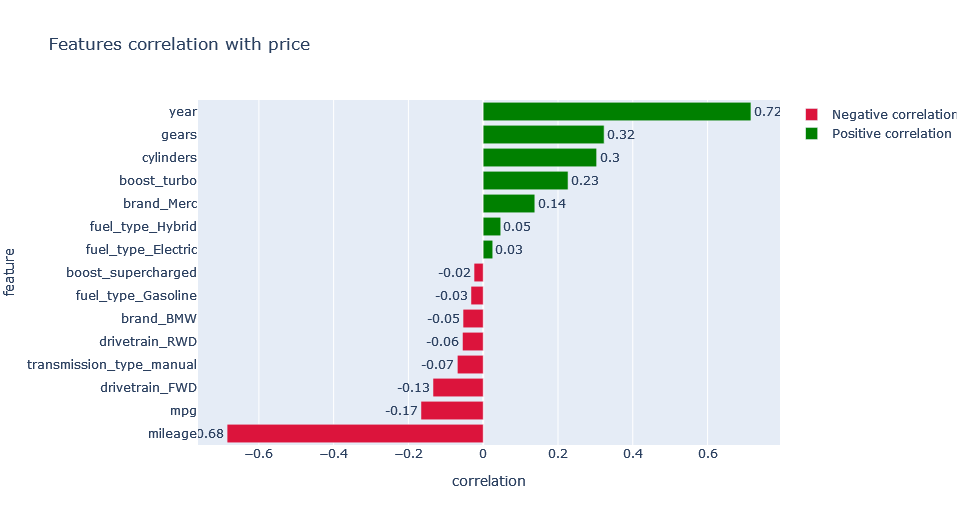 Features correlation with price
year 0.72
gears 0.32
cylinders 0.3
boost_turbo 0.23
brand_Merc 0.14
fuel_type_Hybrid 0.05
fuel_type_Electric 0.03
boost_supercharged -0.02
fuel_type_Gasoline -0.03
brand_BMW -0.05
drivetrain_RWD -0.06
transmission_type_manual -0.07
drivetrain_FWD -0.13
mpg -0.17
mileage 0.68
−0.6 −0.4 −0.2 0 0.2 0.4 0.6
correlation
feature
Negative correlation
Positive correlation